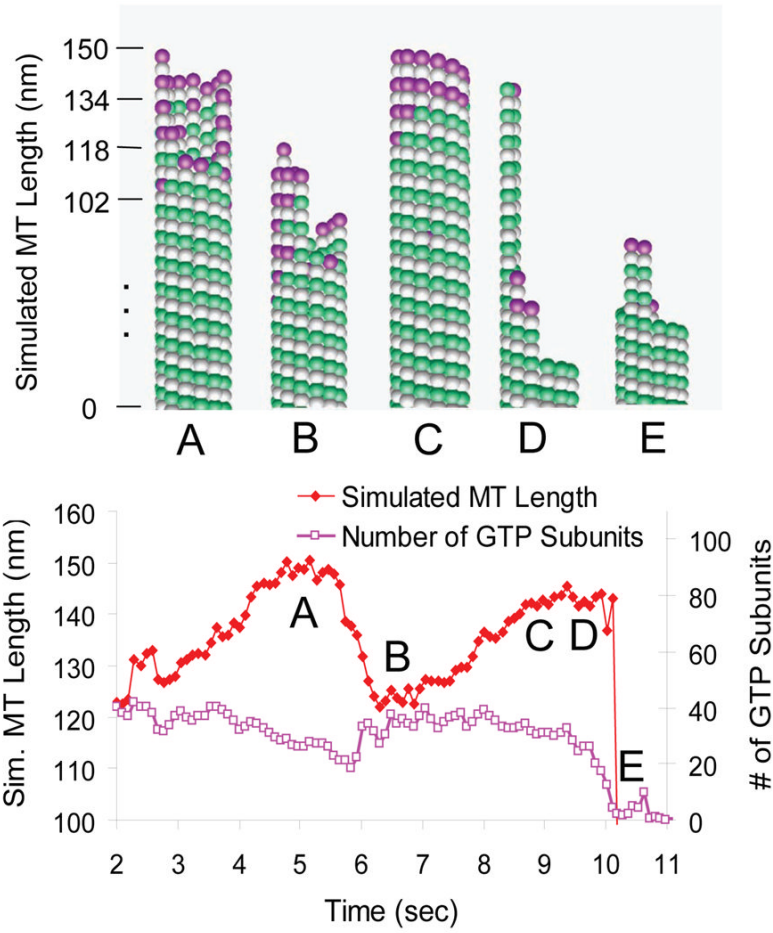 Simulated MT Length (nm)
150
134
118
102
0
A B C D E
Simulated MT Length
Number of GTP Subunits
Sim. MT Length (nm)
160
150
140
130
120
110
100
100
80
60
40
20
0
# of GTP Subunits
A
B
C
D
E
2 3 4 5 6 7 8 9 10 11
Time (sec)